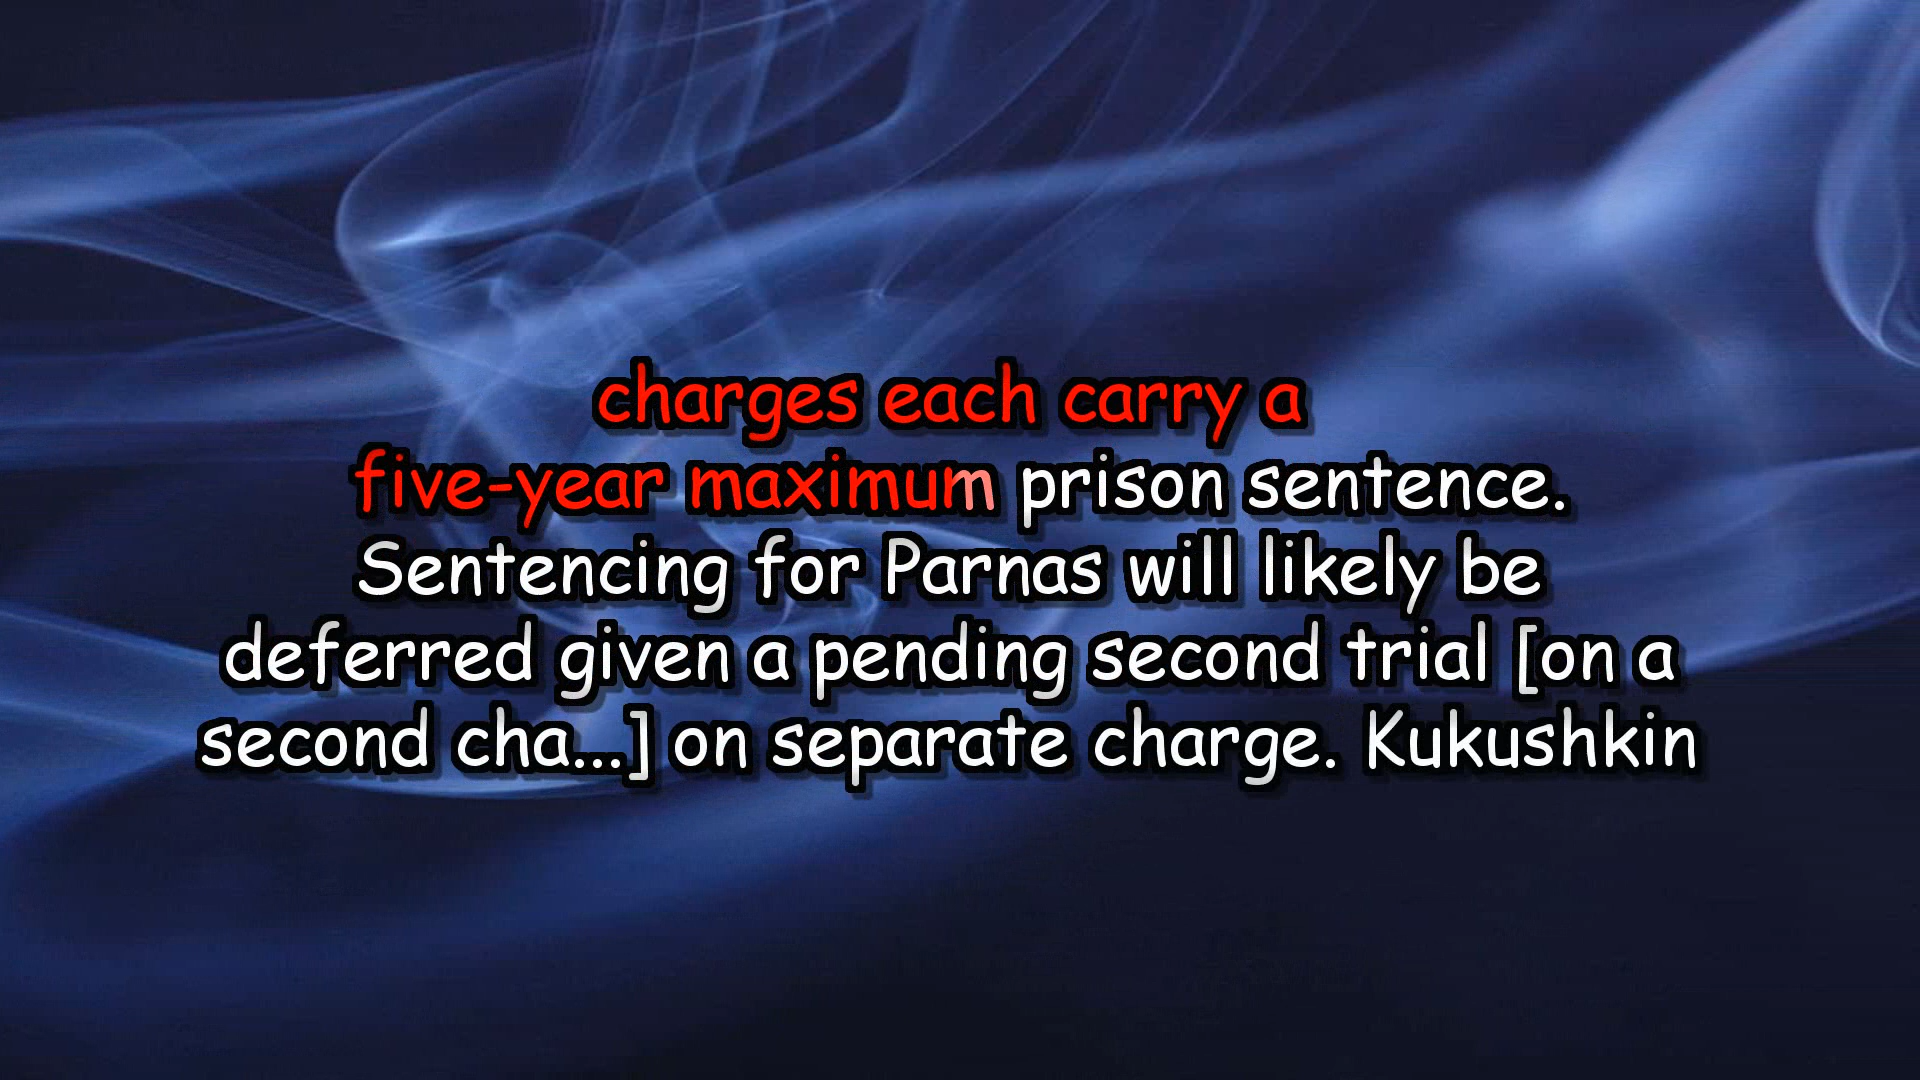 charges each carry a
five-year maximum prison sentence.
Sentencing for Parnas will likely be
deferred given a pending second trial [on a
second cha...] on separate charge. Kukushkin